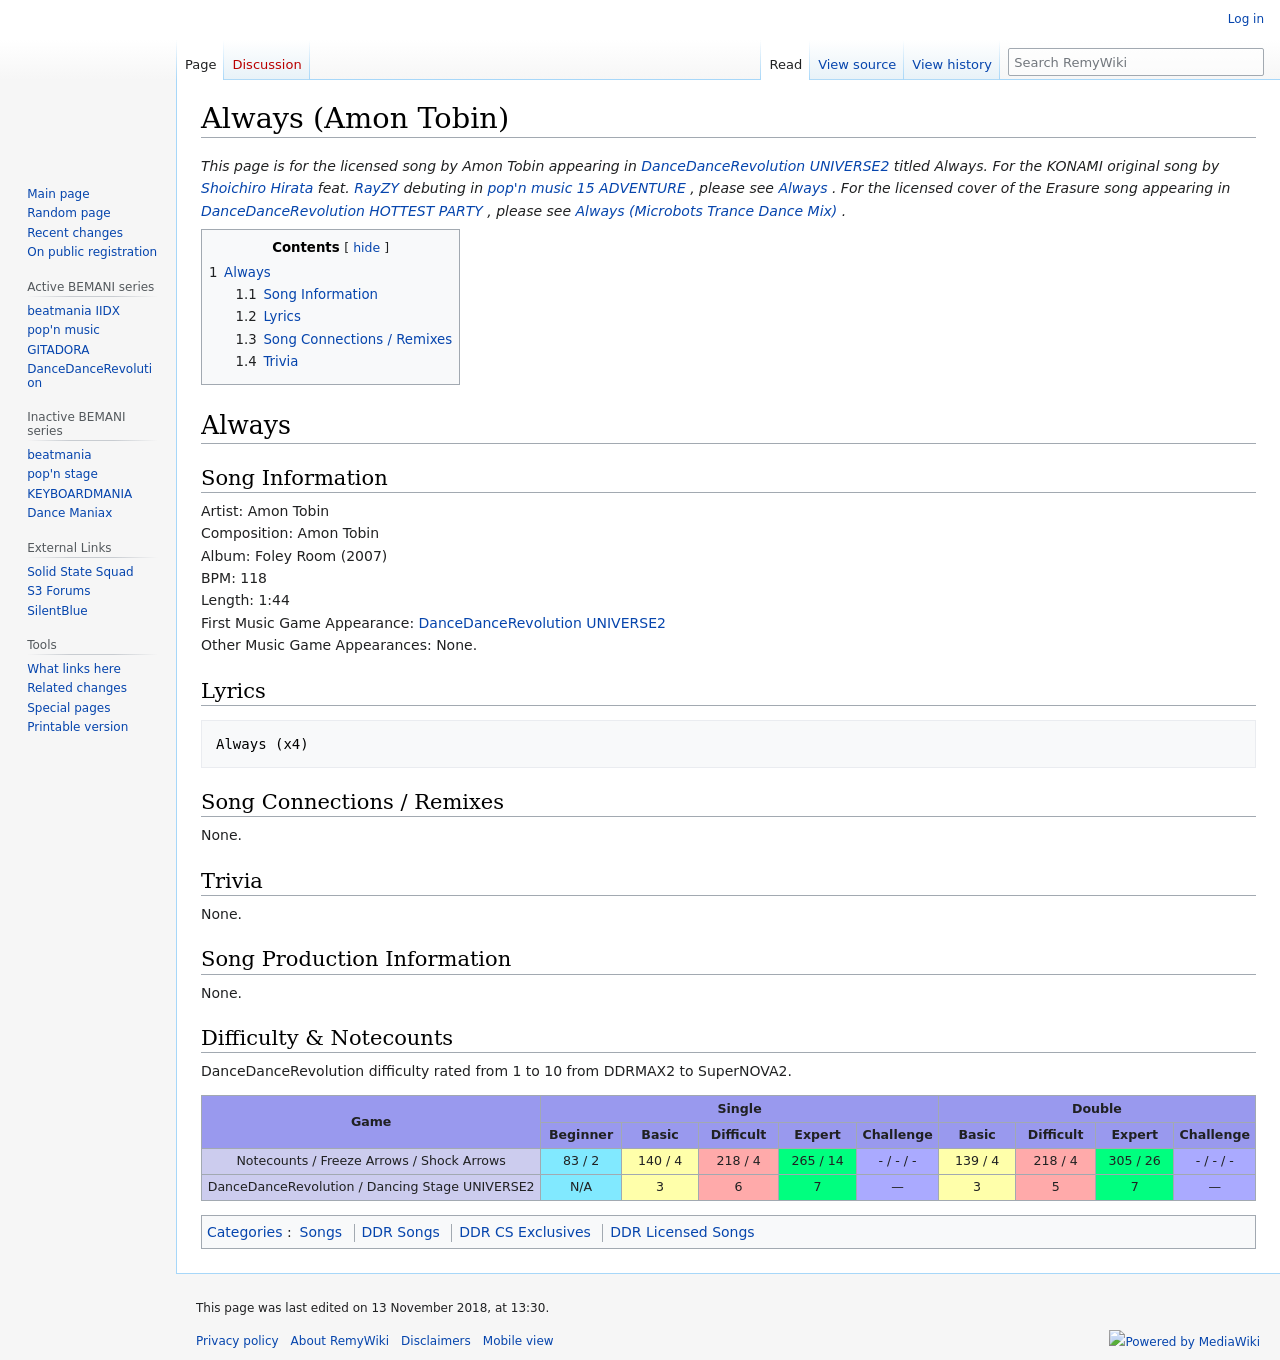 Log in
Page
Discussion
Read
View source
View history
Search RemyWiki
Main page
Random page
Recent changes
On public registration
Active BEMANI series
beatmania IIDX
pop'n music
GITADORA
DanceDanceRevoluti
on
Inactive BEMANI
series
beatmania
pop'n stage
KEYBOARDMANIA
Dance Maniax
External Links
Solid State Squad
S3 Forums
SilentBlue
Tools
What links here
Related changes
Special pages
Printable version
Always (Amon Tobin)
This page is for the licensed song by Amon Tobin appearing in DanceDanceRevolution UNIVERSE2 titled Always. For the KONAMI original song by
Shoichiro Hirata feat. RayZY debuting in pop'n music 15 ADVENTURE , please see Always . For the licensed cover of the Erasure song appearing in
DanceDanceRevolution HOTTEST PARTY , please see Always (Microbots Trance Dance Mix) .
Contents [ hide ]
1 Always
1.1 Song Information
1.2 Lyrics
1.3 Song Connections / Remixes
1.4 Trivia
Always
Song Information
Artist: Amon Tobin
Composition: Amon Tobin
Album: Foley Room (2007)
BPM: 118
Length: 1:44
First Music Game Appearance: DanceDanceRevolution UNIVERSE2
Other Music Game Appearances: None.
Lyrics
Always (x4)
Song Connections / Remixes
None.
Trivia
None.
Song Production Information
None.
Difficulty & Notecounts
DanceDanceRevolution difficulty rated from 1 to 10 from DDRMAX2 to SuperNOVA2.
Game Single Double
Beginner Basic Difficult Expert Challenge Basic Difficult Expert Challenge
Notecounts / Freeze Arrows / Shock Arrows 83 / 2 140 / 4 218 / 4 265 / 14 - / - / - 139 / 4 218 / 4 305 / 26 - / - / -
DanceDanceRevolution / Dancing Stage UNIVERSE2 N/A 3 6 7 — 3 5 7 —
Categories : Songs DDR Songs DDR CS Exclusives DDR Licensed Songs
This page was last edited on 13 November 2018, at 13:30.
Privacy policy About RemyWiki Disclaimers Mobile view
Powered by MediaWiki